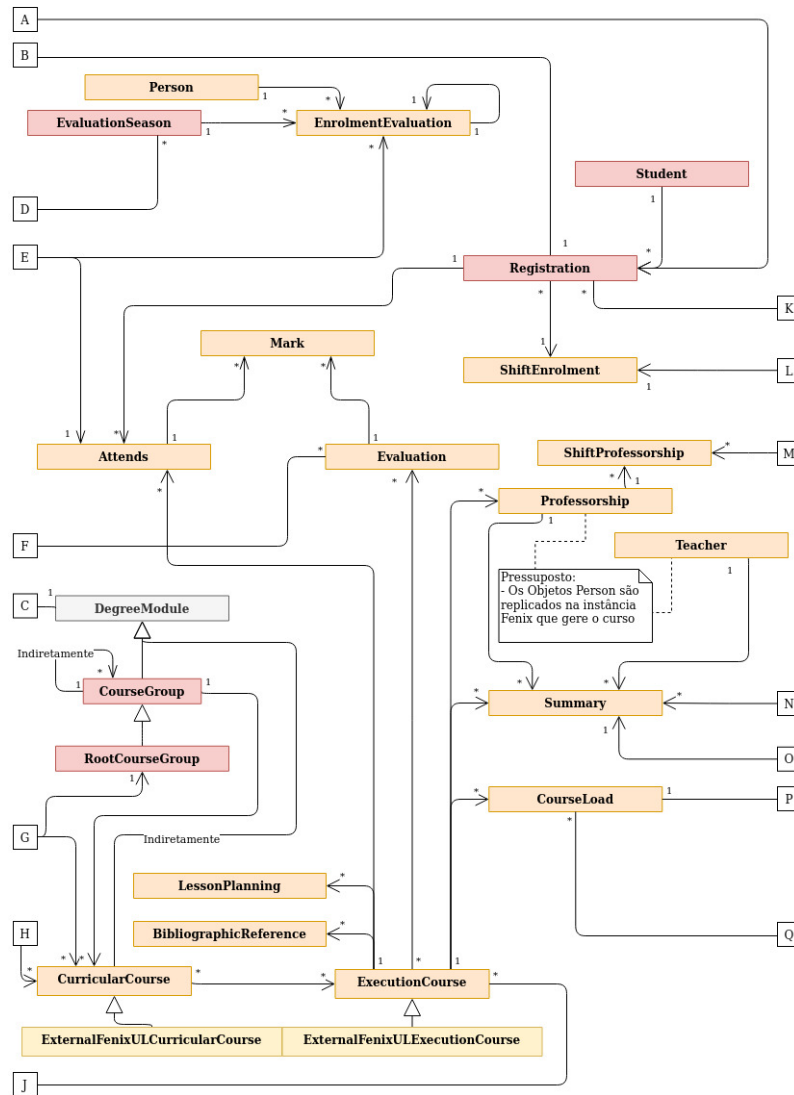 A
B
Person
1
*
1
EvaluationSeason
1
*
EnrolmentEvaluation
1
*
*
Student
D
1
E
1
1
*
Registration
*
*
K
*
*
Mark
1
ShiftEnrolment
L
1
1
*
1
*
1
ShiftProfessorship
*
M
Attends
Evaluation
*
1
*
*
*
Professorship
1
Teacher
F
1
Pressuposto:
- Os Objetos Person são
replicados na instância
Fenix que gere o curso
C
1
DegreeModule
Indiretamente
*
1
CourseGroup
1
*
*
*
Summary
*
N
1
O
RootCourseGroup
1
*
CourseLoad
1
P
*
G
Indiretamente
LessonPlanning
*
H
BibliographicReference
*
Q
*
*
*
1
*
1
CurricularCourse
*
*
ExecutionCourse
*
ExternalFenixULCurricularCourse
ExternalFenixULExecutionCourse
J